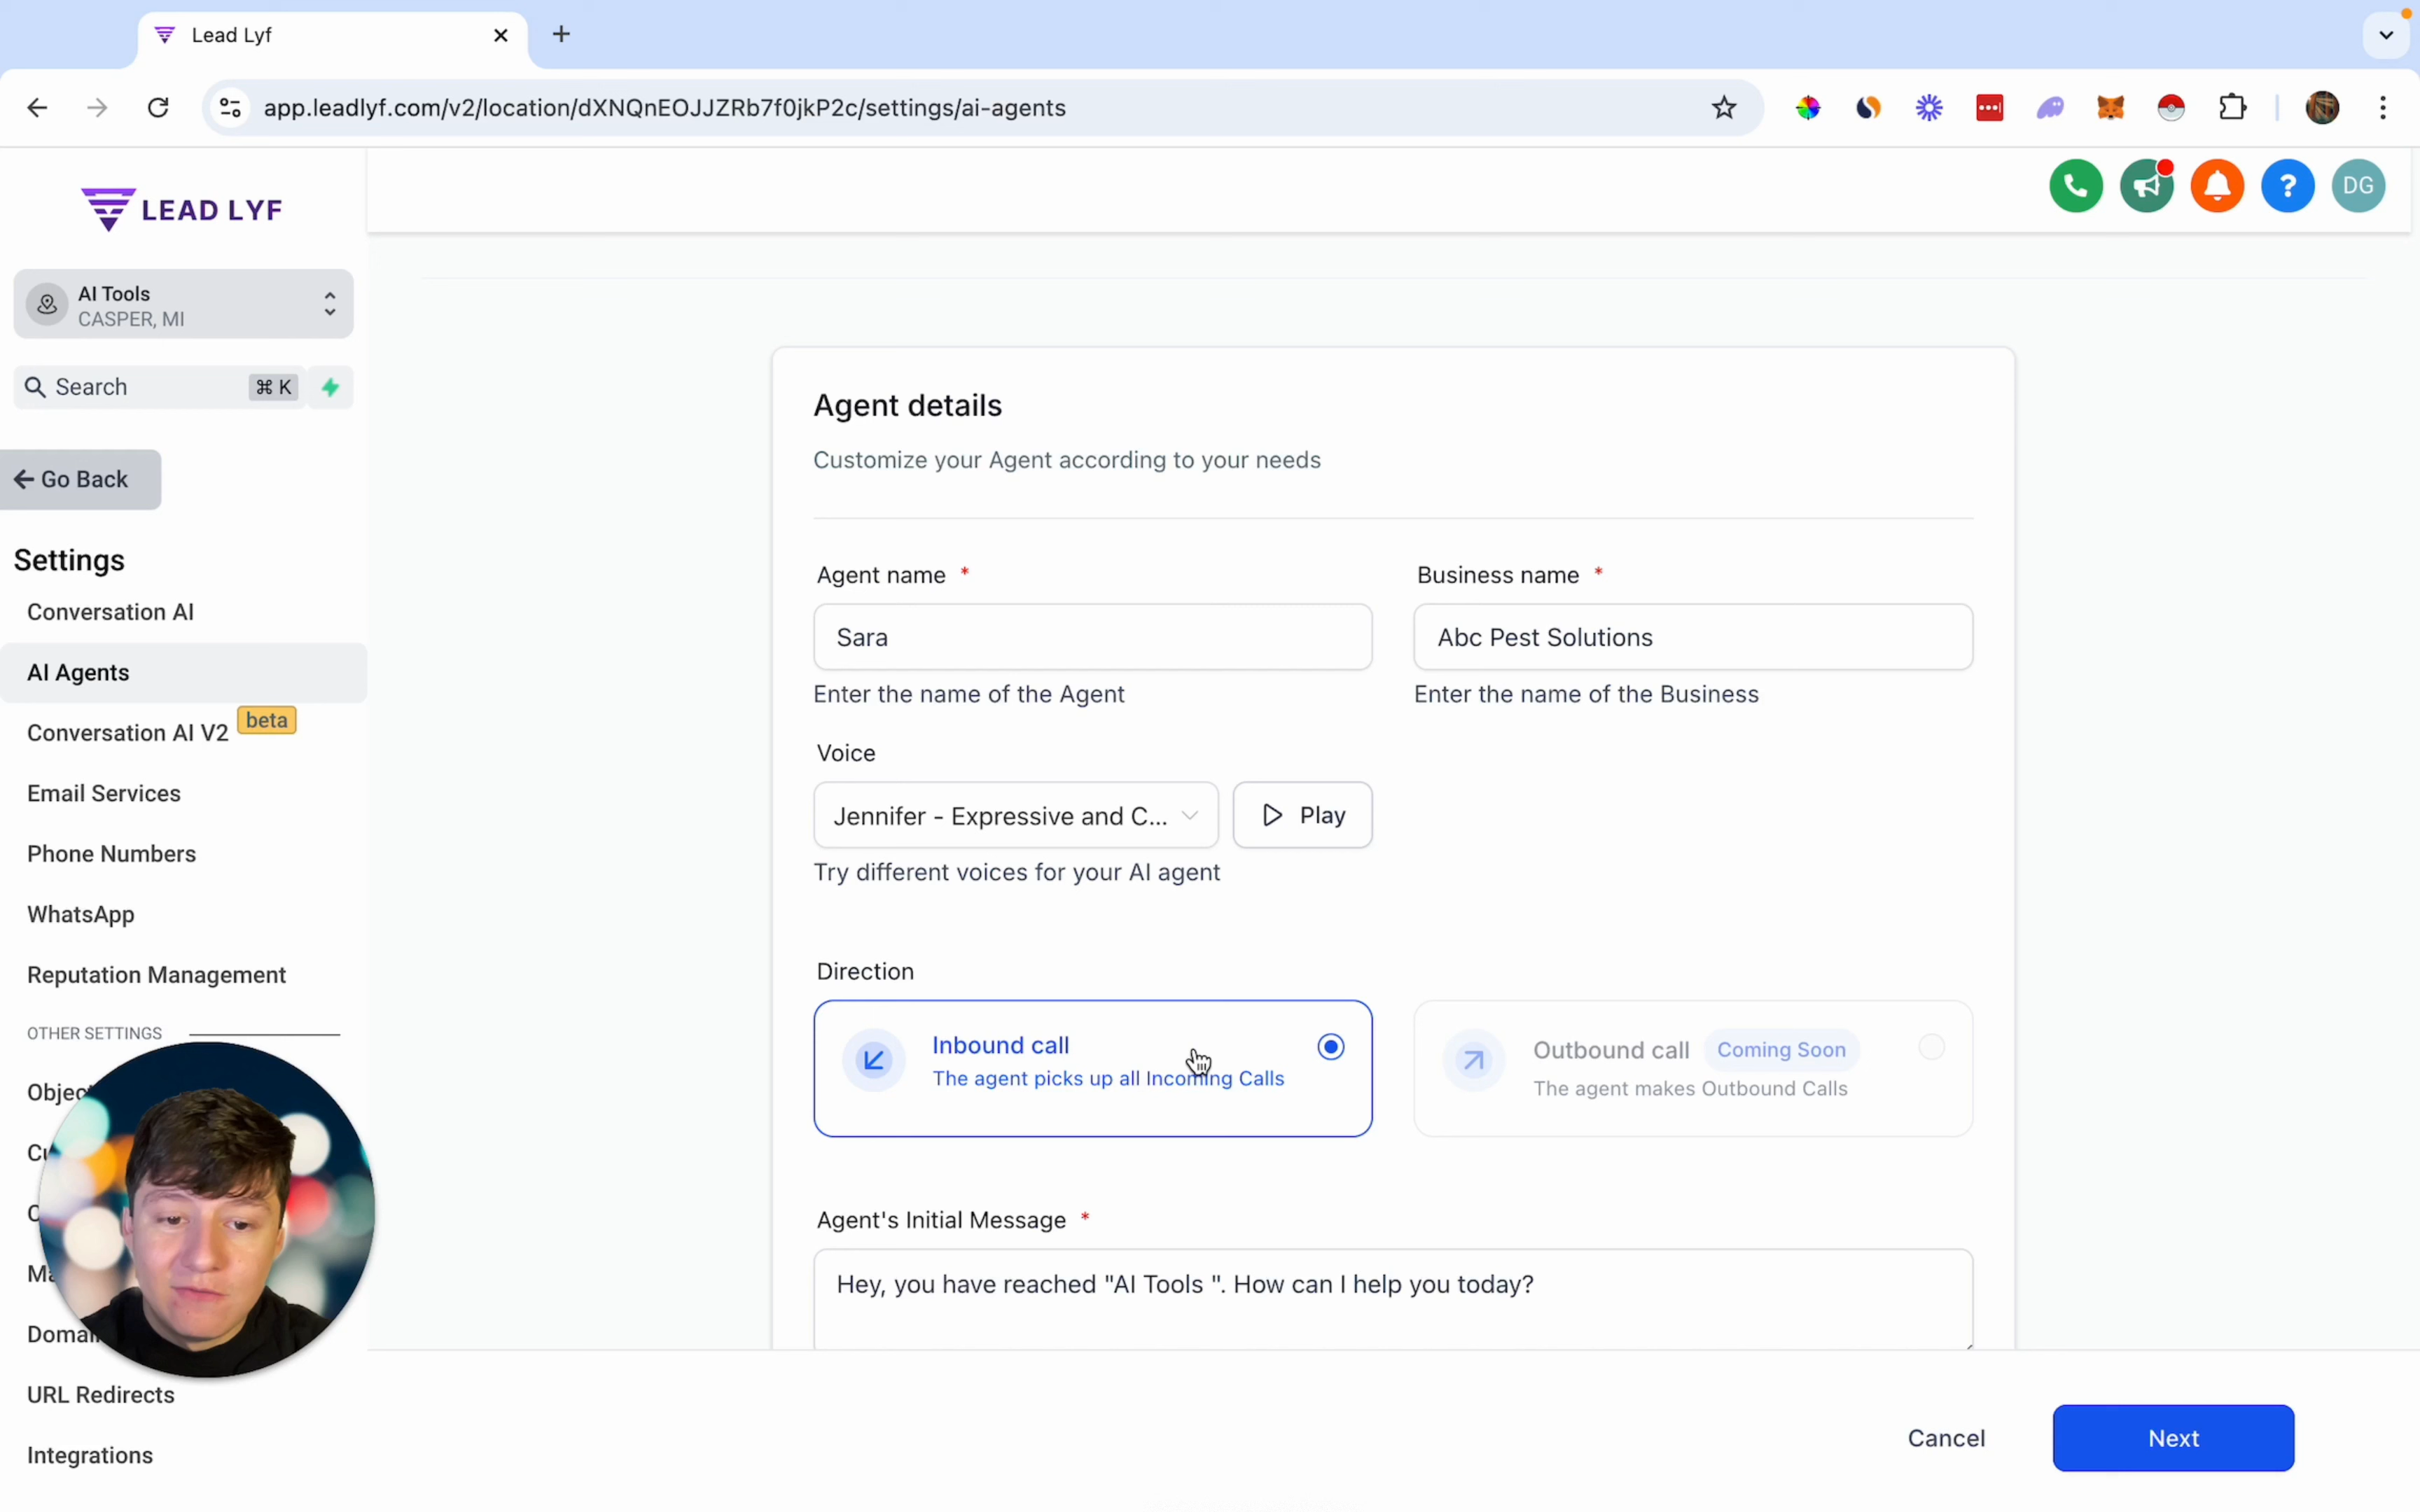 Lead Lyf
app.leadlyf.com/v2/location/dXNQnEOJJZRb7f0jkP2c/settings/ai-agents
LEAD LYF
DG
AI Tools
CASPER, MI
Search
⌘ K
Go Back
Settings
Conversation AI
AI Agents
Conversation AI V2 beta
Email Services
Phone Numbers
WhatsApp
Reputation Management
OTHER SETTINGS
URL Redirects
Integrations
Agent details
Customize your Agent according to your needs
Agent name *
Sara
Enter the name of the Agent
Business name *
Abc Pest Solutions
Enter the name of the Business
Voice
Jennifer - Expressive and C...
Play
Try different voices for your AI agent
Direction
Inbound call
The agent picks up all Incoming Calls
Outbound call Coming Soon
The agent makes Outbound Calls
Agent's Initial Message *
Hey, you have reached "AI Tools ". How can I help you today?
Cancel
Next